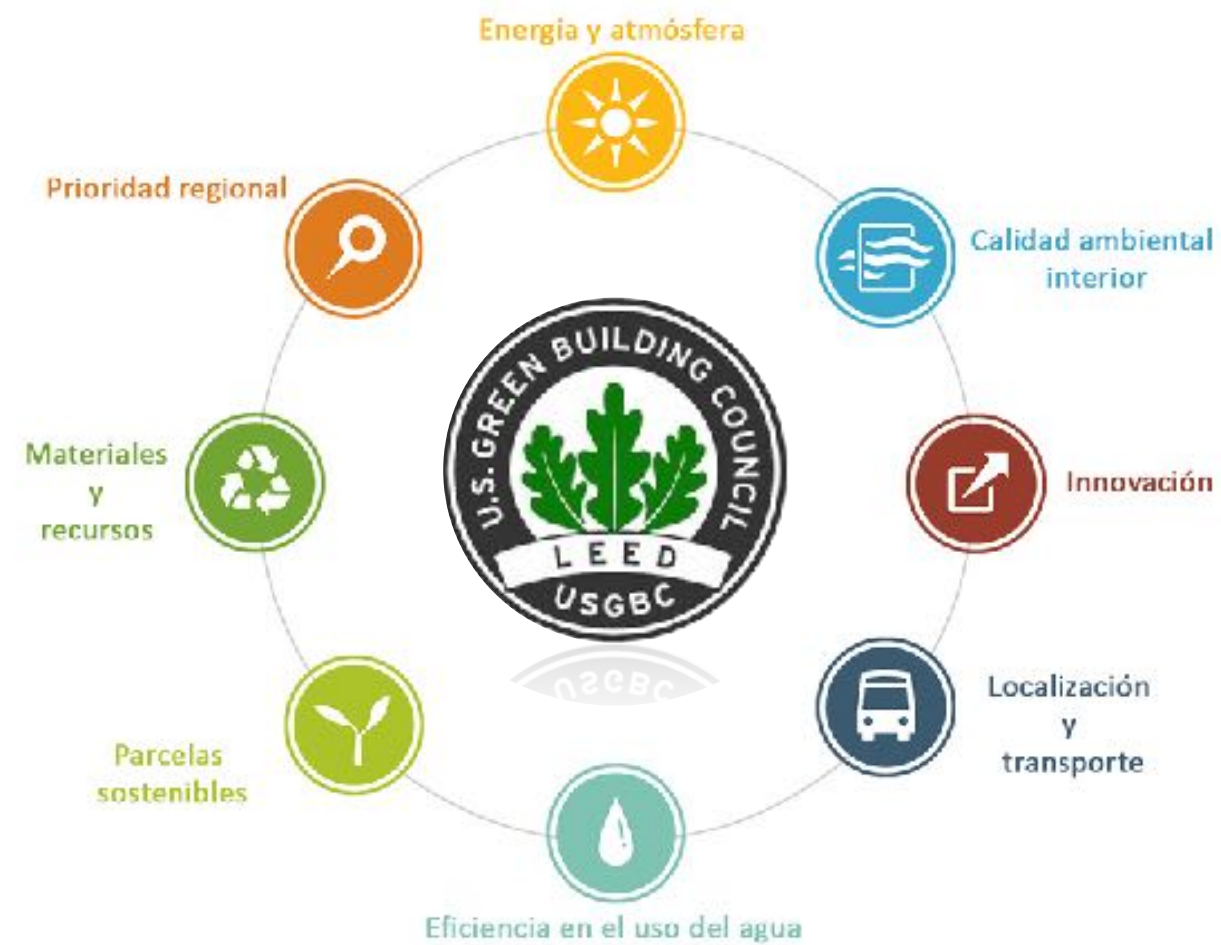 Energía y atmósfera
Prioridad regional
Calidad ambiental
interior
U.S. GREEN BUILDING COUNCIL
LEED
USGBC
Materiales
y
recursos
Innovación
Localización
y
transporte
Parcelas
sostenibles
Eficiencia en el uso del agua
USGBC